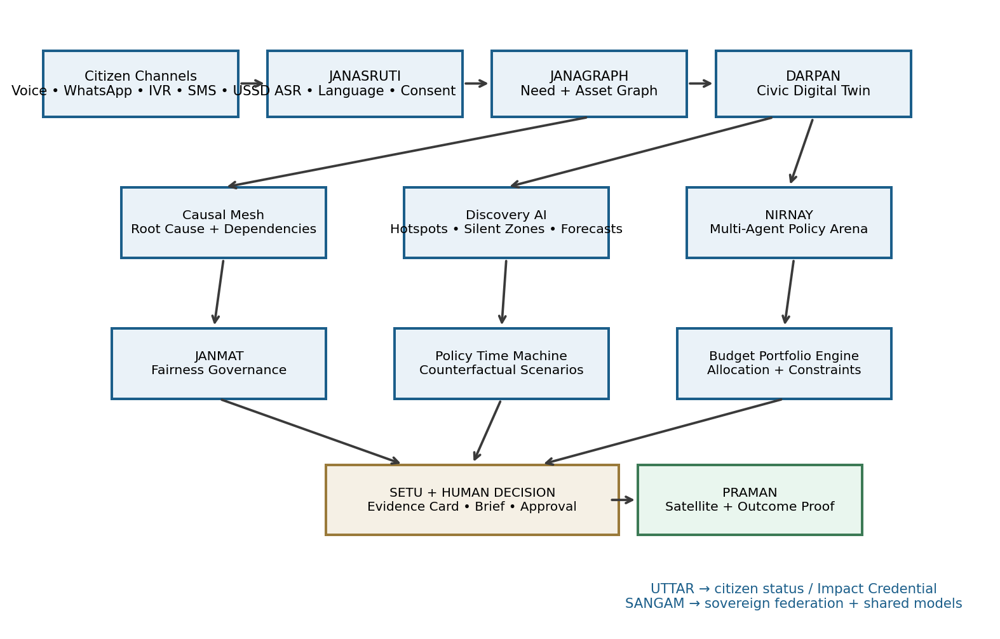 Citizen Channels
Voice • WhatsApp • IVR • SMS • USSD
JANASRUTI
ASR • Language • Consent
JANAGRAPH
Need + Asset Graph
DARPAN
Civic Digital Twin
Causal Mesh
Root Cause + Dependencies
Discovery AI
Hotspots • Silent Zones • Forecasts
NIRNAY
Multi-Agent Policy Arena
JANMAT
Fairness Governance
Policy Time Machine
Counterfactual Scenarios
Budget Portfolio Engine
Allocation + Constraints
SETU + HUMAN DECISION
Evidence Card • Brief • Approval
PRAMAN
Satellite + Outcome Proof
UTTAR → citizen status / Impact Credential
SANGAM → sovereign federation + shared models